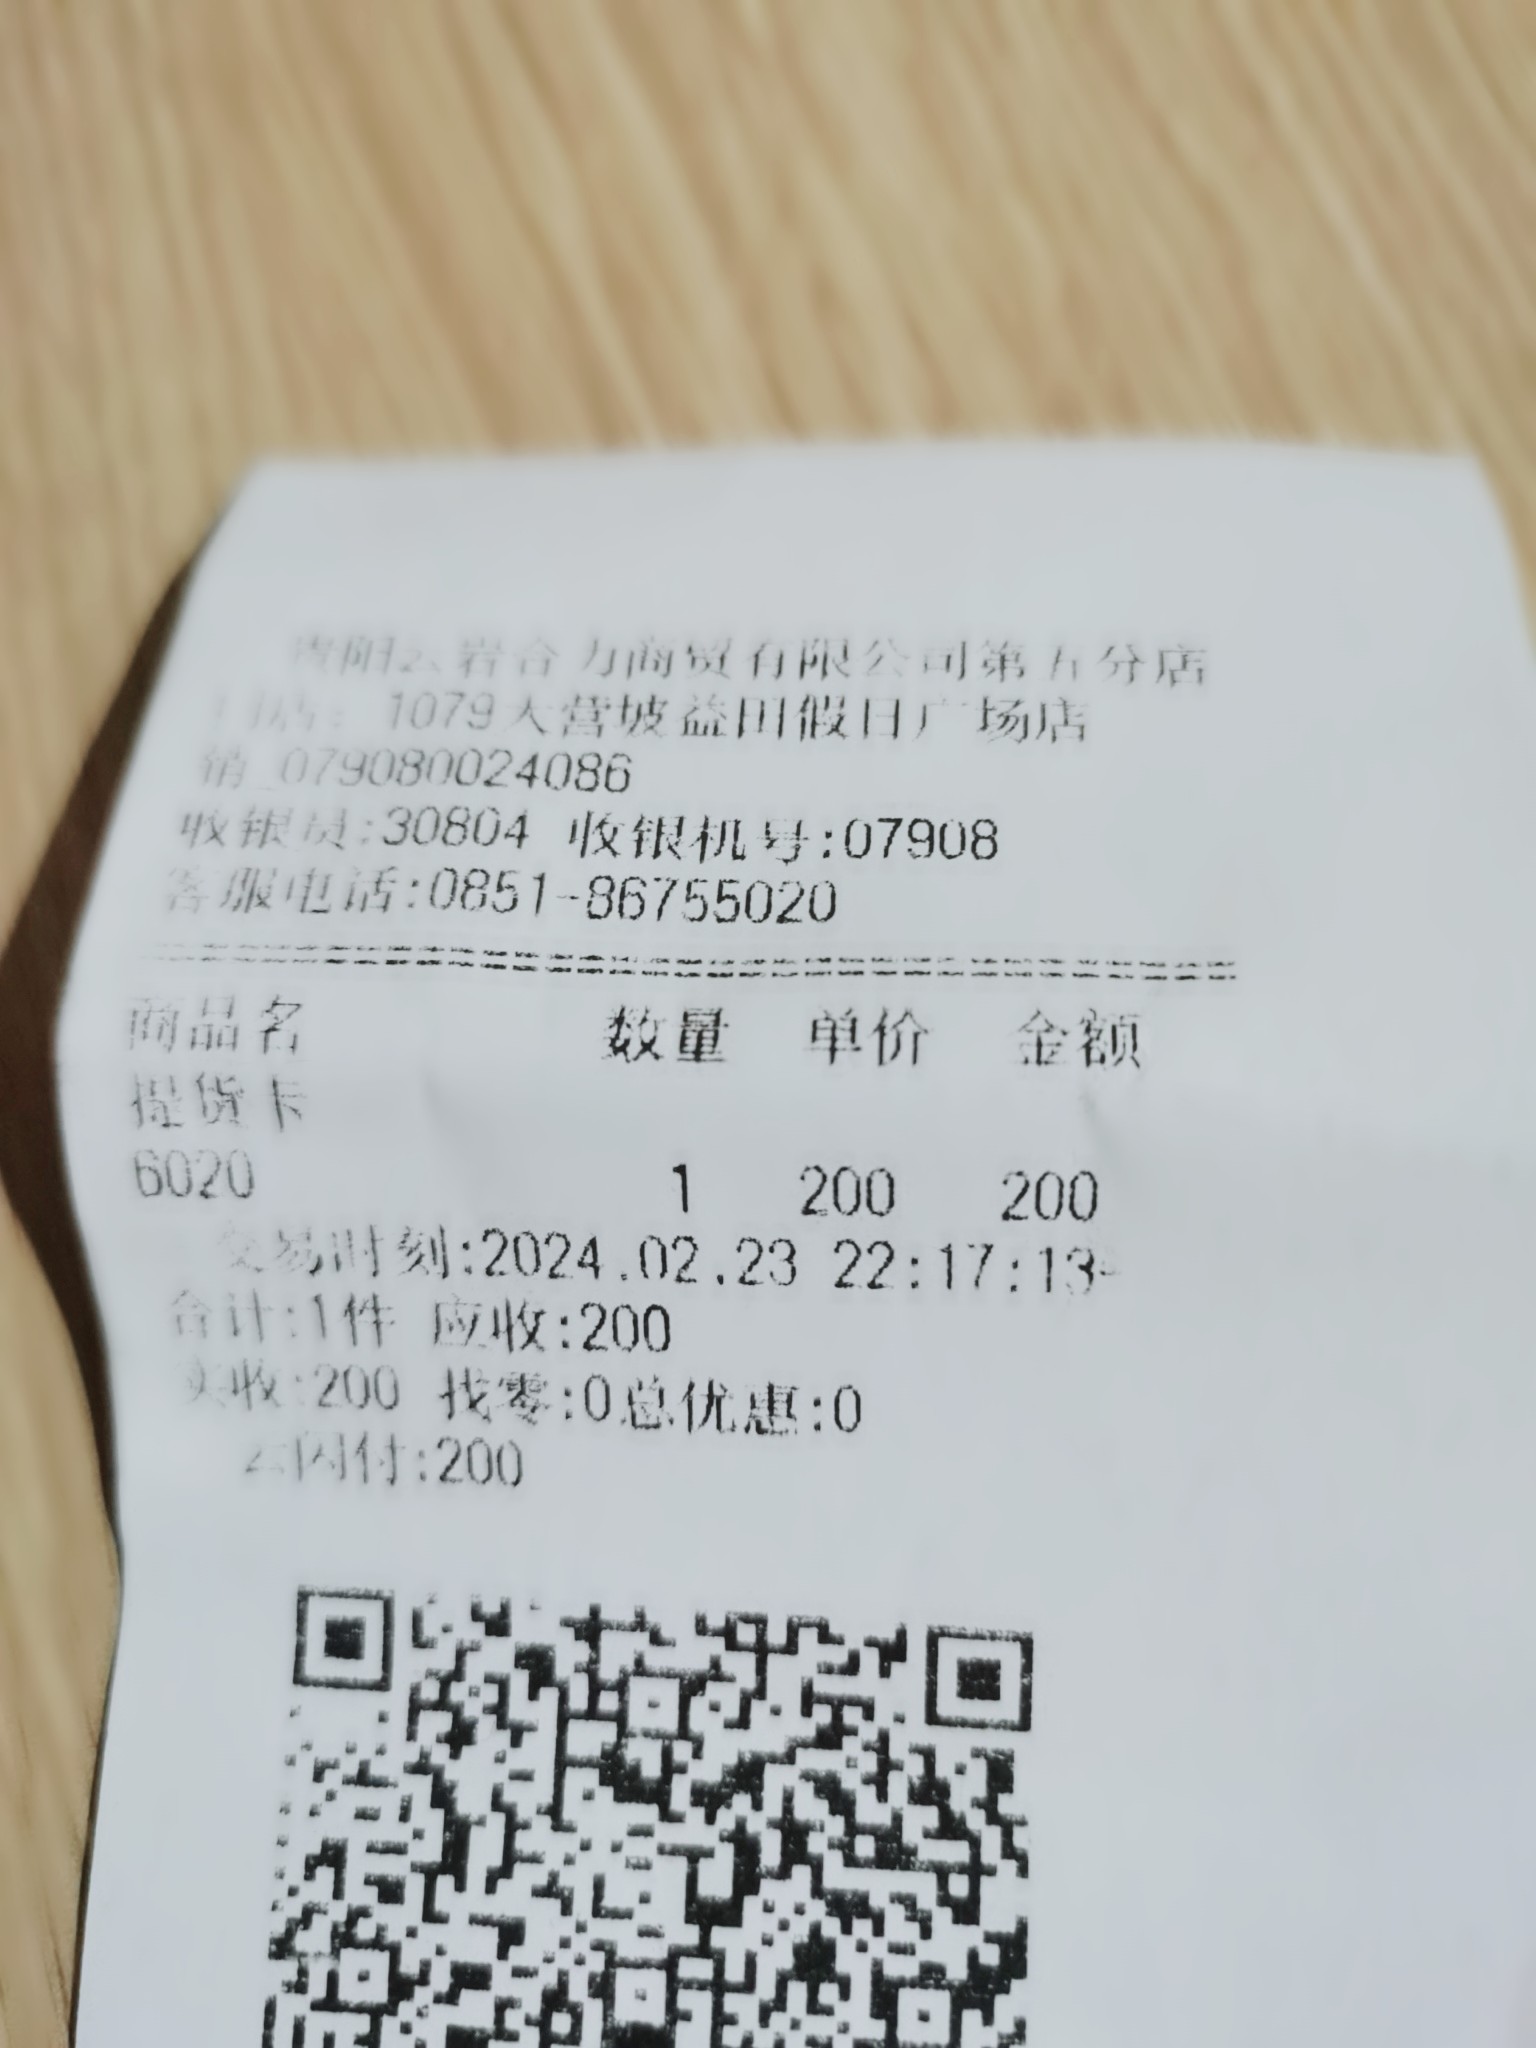 贵阳云岩合力商贸有限公司第五分店
门店：1079大营坡益田假日广场店
销_079080024086
收银员:30804 收银机号:07908
客服电话:0851-86755020
商品名 数量 单价 金额
提货卡
6020 1 200 200
交易时刻:2024.02.23 22:17:13
合计:1件 应收:200
实收:200 找零:0总优惠:0
云闪付:200